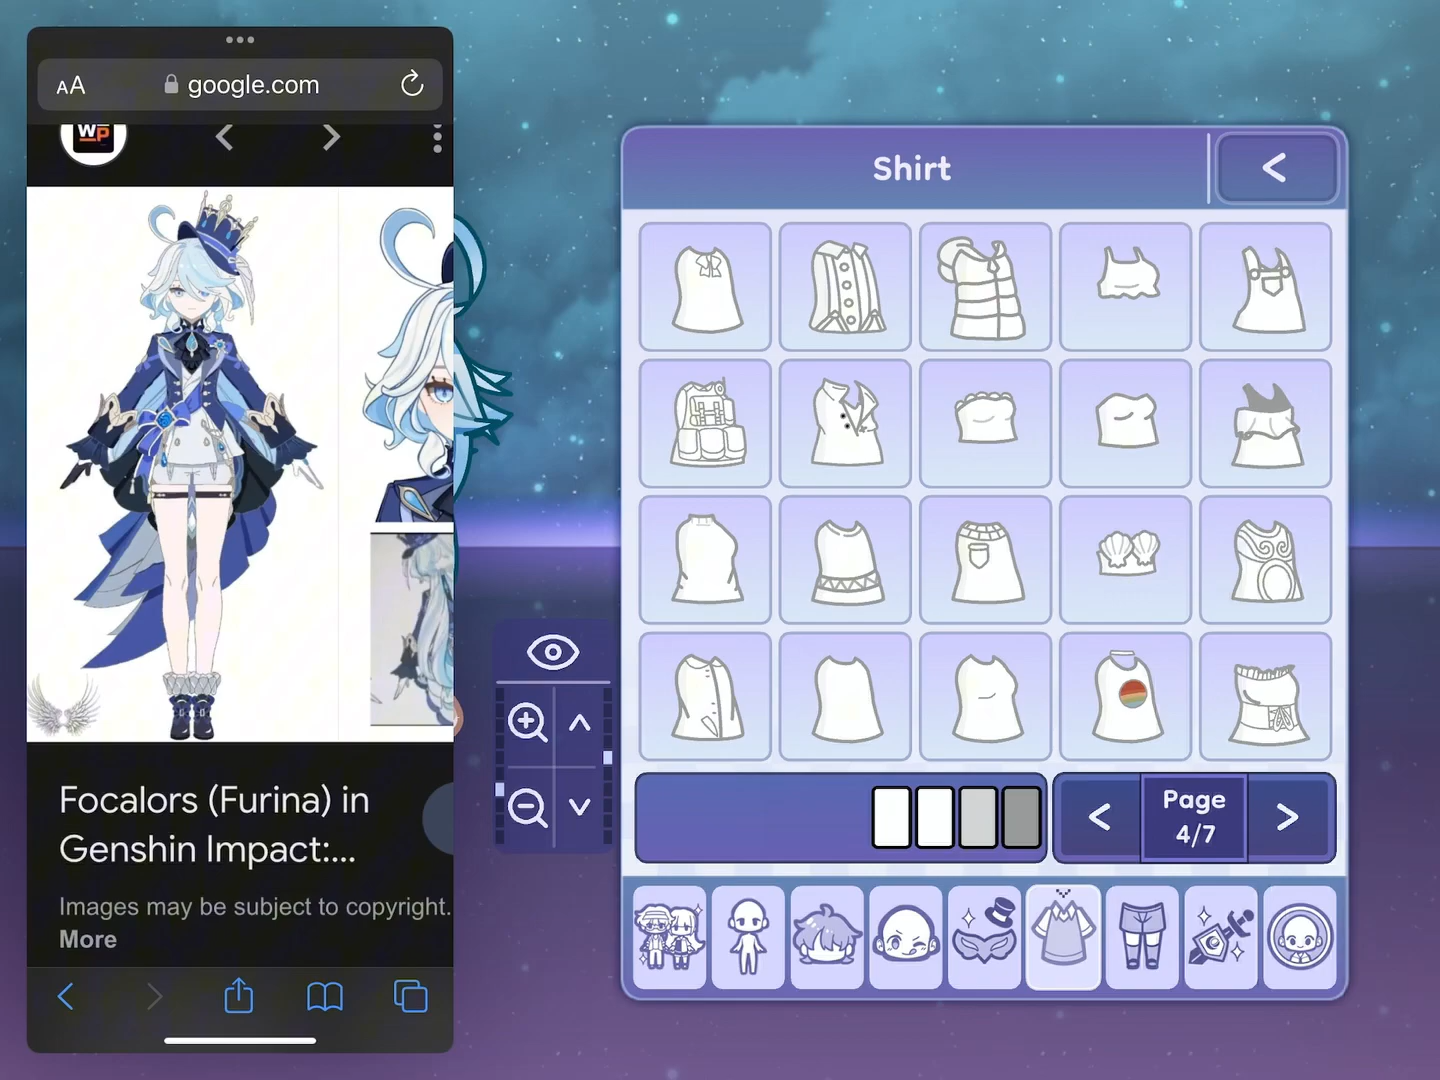 AA
google.com
WP
Focalors (Furina) in
Genshin Impact:...
Images may be subject to copyright.
More
Shirt
Page
4/7